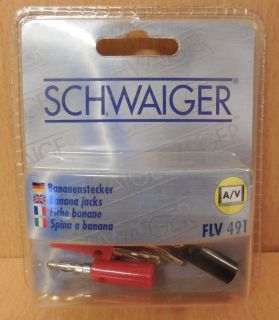 SCHWAIGER®
Bananenstecker
Banana jacks
Fiche banane
Spina a banana
A/V
FLV 491